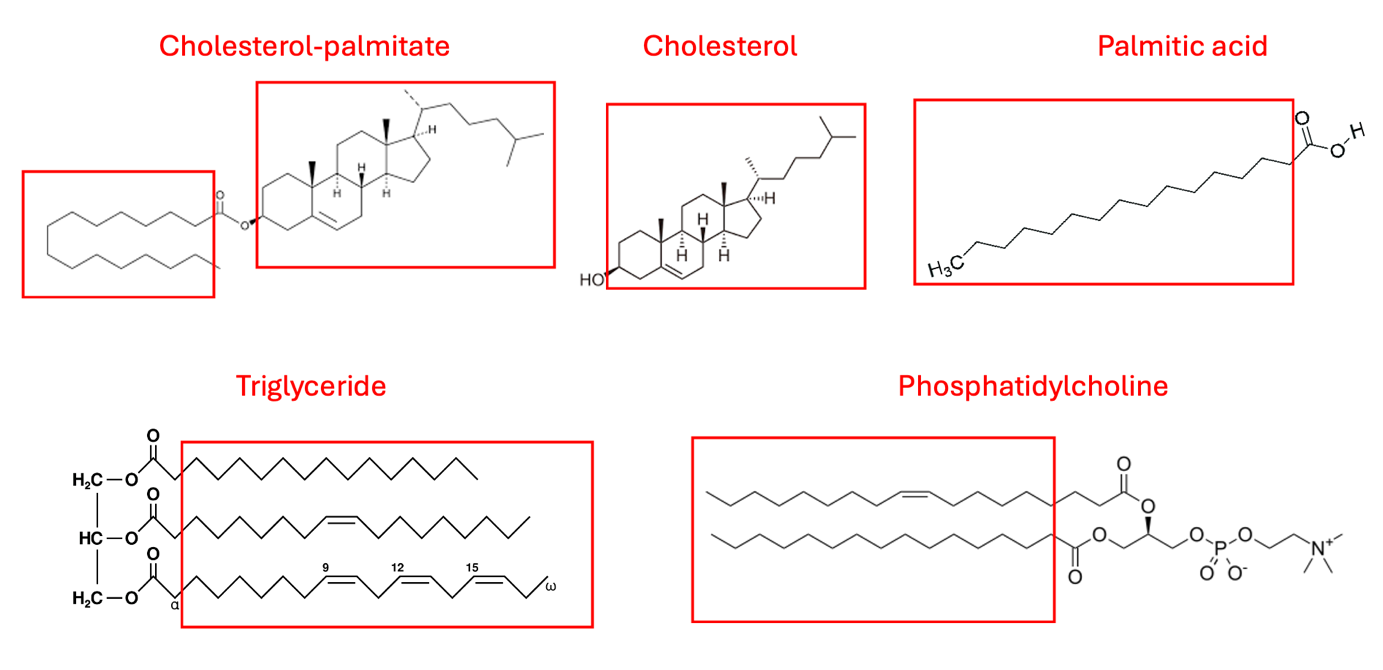 Cholesterol-palmitate
Cholesterol
Palmitic acid
O
O
H
H
H
H
HO
H
H
H
H
O
O
H
H₃C
Triglyceride
Phosphatidylcholine
O
H₂C—O
O
HC—O
O
9
12
15
H₂C—O
α
ω
O
O
O
O
O
P
O
O
O⁻
N⁺